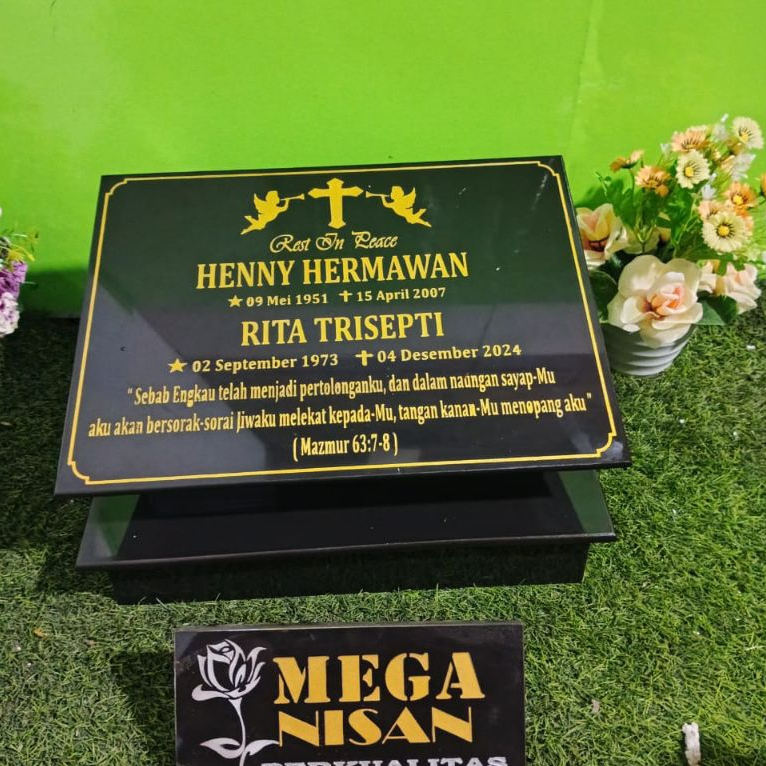 Rest In Peace
HENNY HERMAWAN
★ 09 Mei 1951 ✝ 15 April 2007
RITA TRISEPTI
★ 02 September 1973 ✝ 04 Desember 2024
" Sebab Engkau telah menjadi pertolonganku, dan dalam naungan sayap-Mu
aku akan bersorak-sorai Jiwaku melekat kepada-Mu, tangan kanan-Mu menopang aku"
( Mazmur 63:7-8 )
MEGA
NISAN
BERKUALITAS